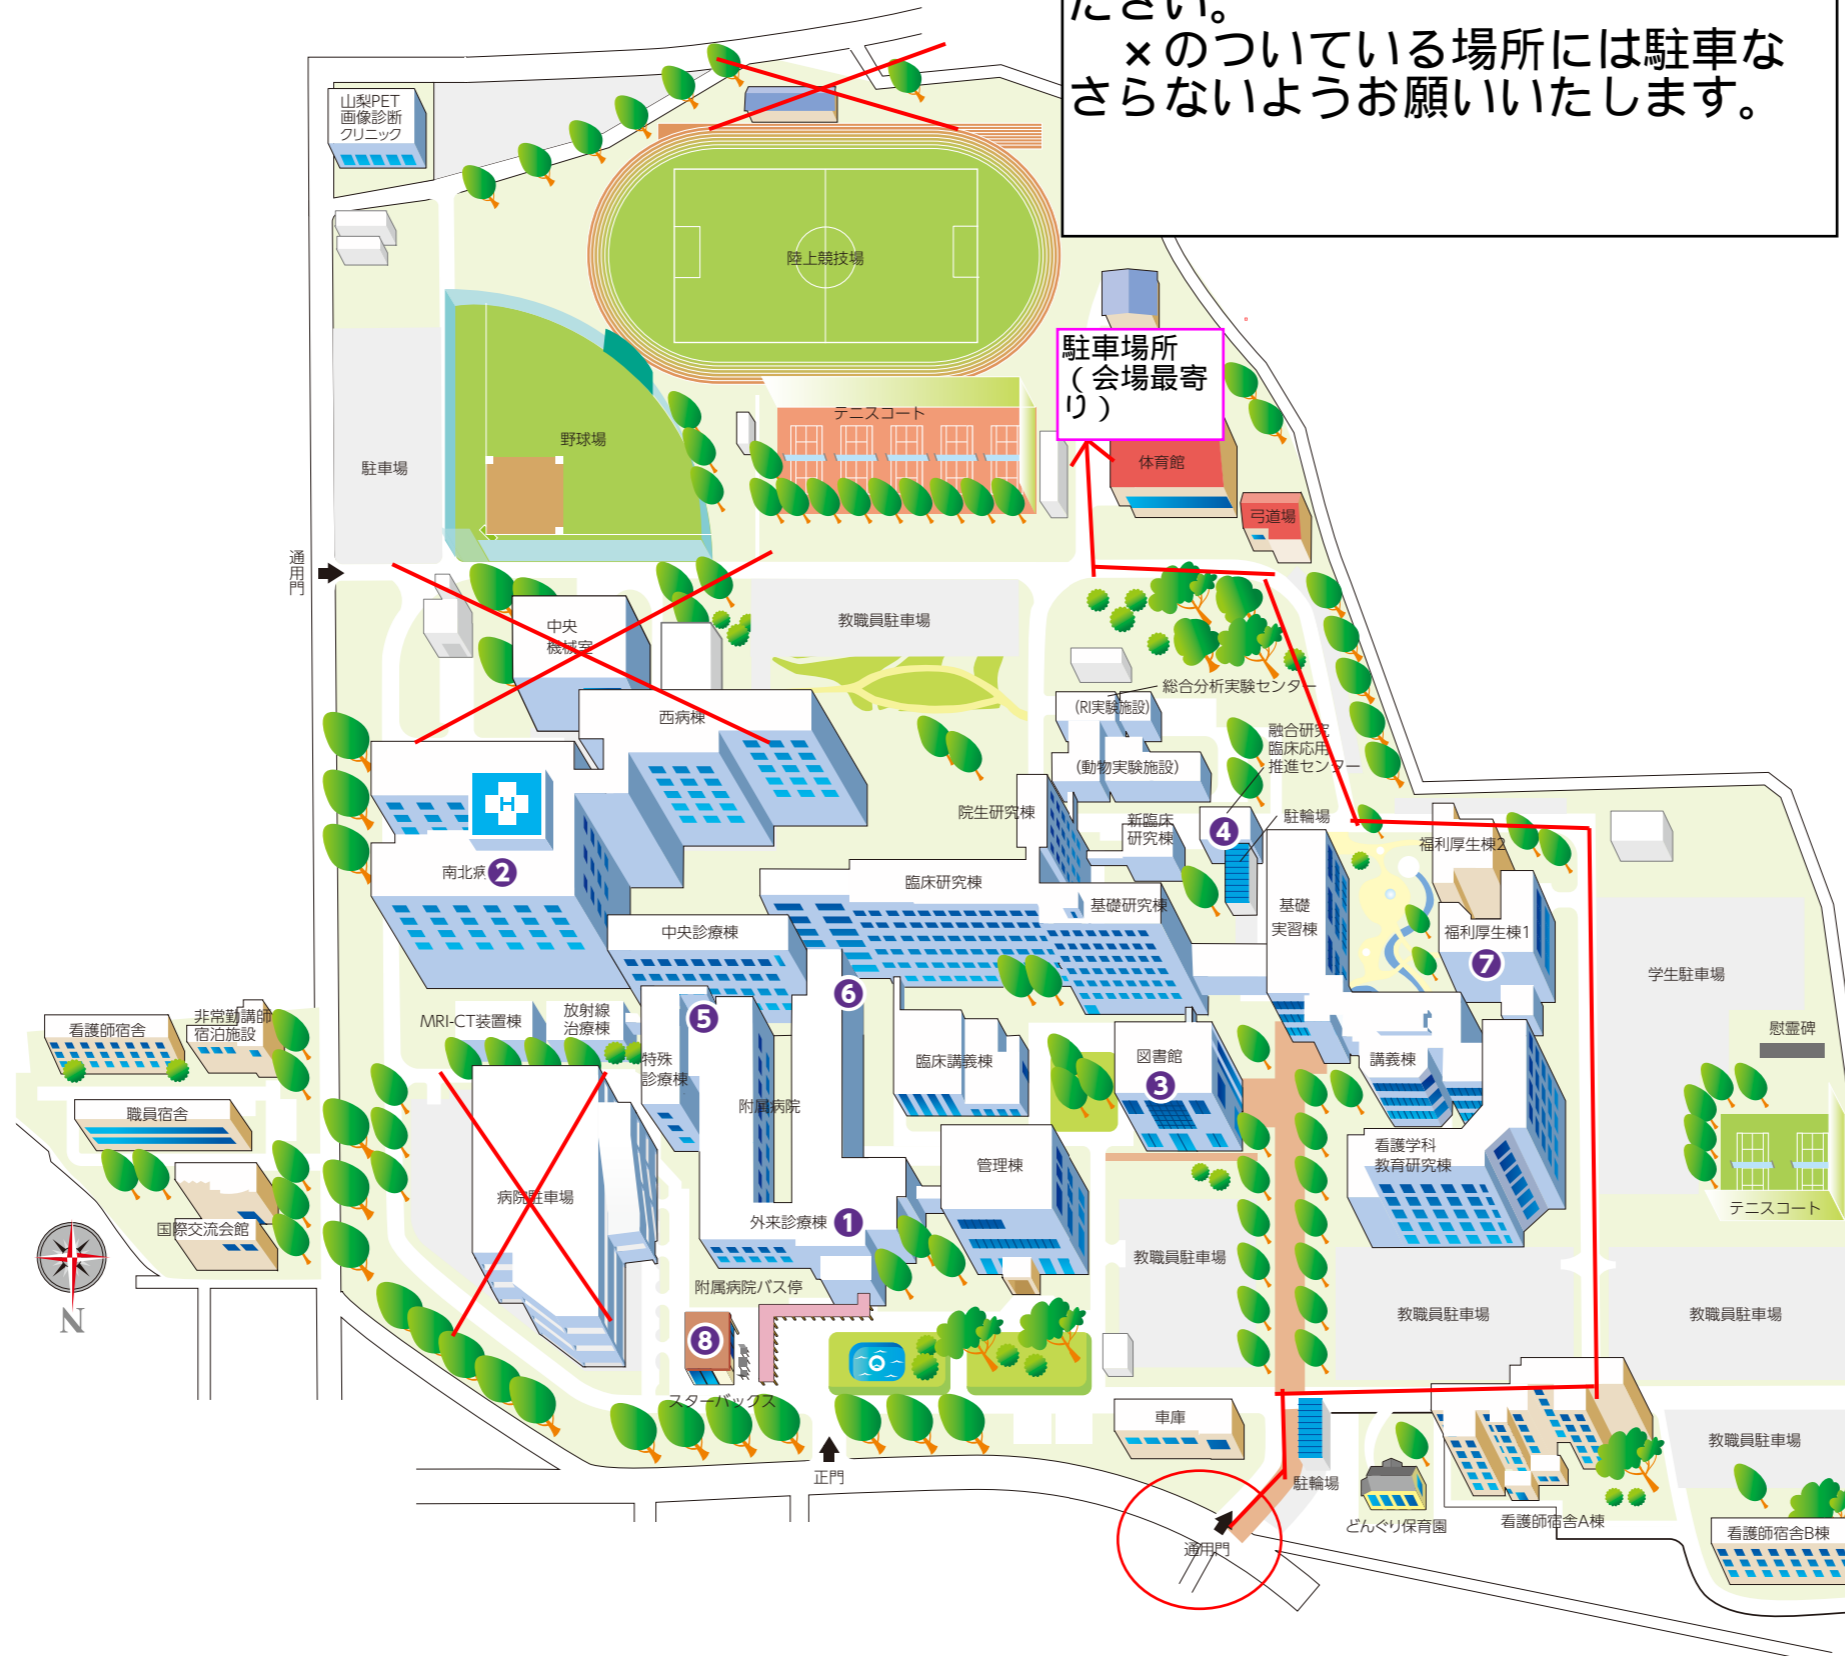 ださい。
×のついている場所には駐車な
さらないようお願いいたします。
山梨PET
画像診断
クリニック
陸上競技場
駐車場所
（会場最寄
り）
テニスコート
野球場
駐車場
体育館
弓道場
通用門
教職員駐車場
中央
機械室
西病棟
総合分析実験センター
(RI実験施設)
融合研究
臨床応用
推進センター
(動物実験施設)
院生研究棟
新臨床
研究棟
4
駐輪場
福利厚生棟2
H
南北病
2
臨床研究棟
基礎研究棟
基礎
実習棟
中央診療棟
福利厚生棟1
7
学生駐車場
6
5
MRI-CT装置棟
放射線
治療棟
看護師宿舎
非常勤講師
宿泊施設
慰霊碑
特殊
診療棟
臨床講義棟
図書館
3
講義棟
職員宿舎
附属病院
看護学科
教育研究棟
管理棟
病院駐車場
テニスコート
国際交流会館
外来診療棟
1
教職員駐車場
附属病院バス停
教職員駐車場
教職員駐車場
N
8
スターバックス
車庫
教職員駐車場
正門
駐輪場
どんぐり保育園
看護師宿舎A棟
看護師宿舎B棟
通用門